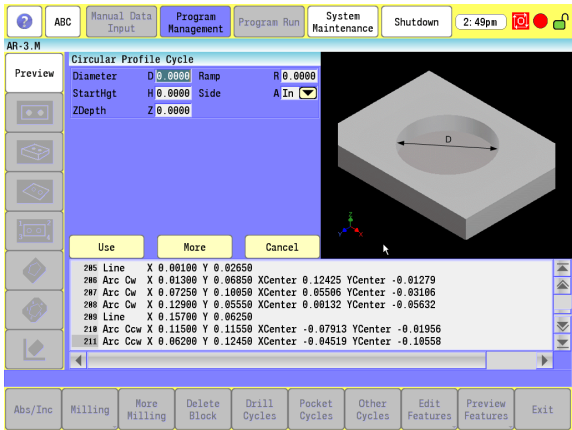 ? ABC Manual Data Input Program Management Program Run System Maintenance Shutdown 2: 49pm
AR-3.M
Preview
Circular Profile Cycle
Diameter D 0.0000 Ramp R 0.0000
StartHgt H 0.0000 Side A In
ZDepth Z 0.0000
D
Z
Y X
Use More Cancel
205 Line X 0.00100 Y 0.02650
206 Arc Cw X 0.01300 Y 0.06850 XCenter 0.12425 YCenter -0.01279
207 Arc Cw X 0.07250 Y 0.10050 XCenter 0.05506 YCenter -0.03106
208 Arc Cw X 0.12900 Y 0.05550 XCenter 0.00132 YCenter -0.05632
209 Line X 0.15700 Y 0.06250
210 Arc Ccw X 0.11500 Y 0.11550 XCenter -0.07913 YCenter -0.01956
211 Arc Ccw X 0.06200 Y 0.12450 XCenter -0.04519 YCenter -0.10558
Abs/Inc Milling More Milling Delete Block Drill Cycles Pocket Cycles Other Cycles Edit Features Preview Features Exit